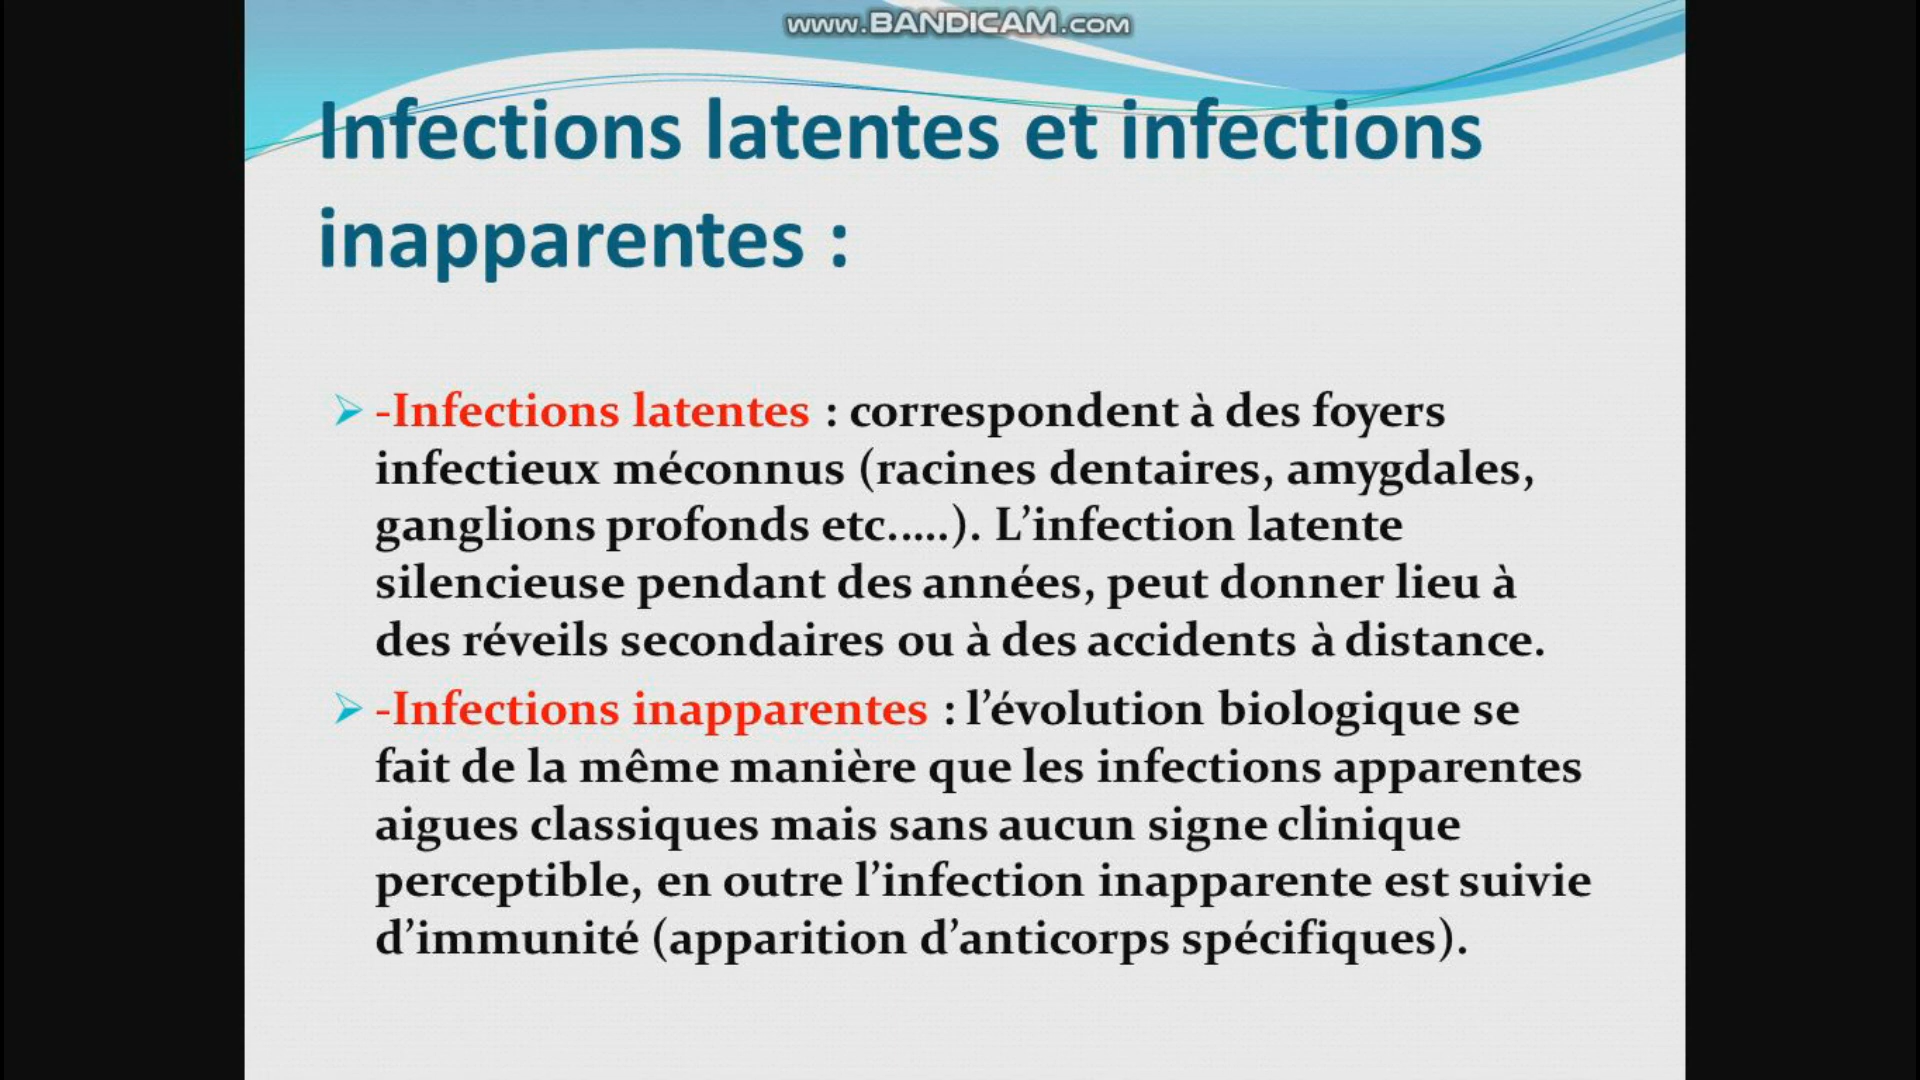 www.BANDICAM.com
Infections latentes et infections
inapparentes :
-Infections latentes : correspondent à des foyers
infectieux méconnus (racines dentaires, amygdales,
ganglions profonds etc.....). L’infection latente
silencieuse pendant des années, peut donner lieu à
des réveils secondaires ou à des accidents à distance.
-Infections inapparentes : l’évolution biologique se
fait de la même manière que les infections apparentes
aigues classiques mais sans aucun signe clinique
perceptible, en outre l’infection inapparente est suivie
d’immunité (apparition d’anticorps spécifiques).